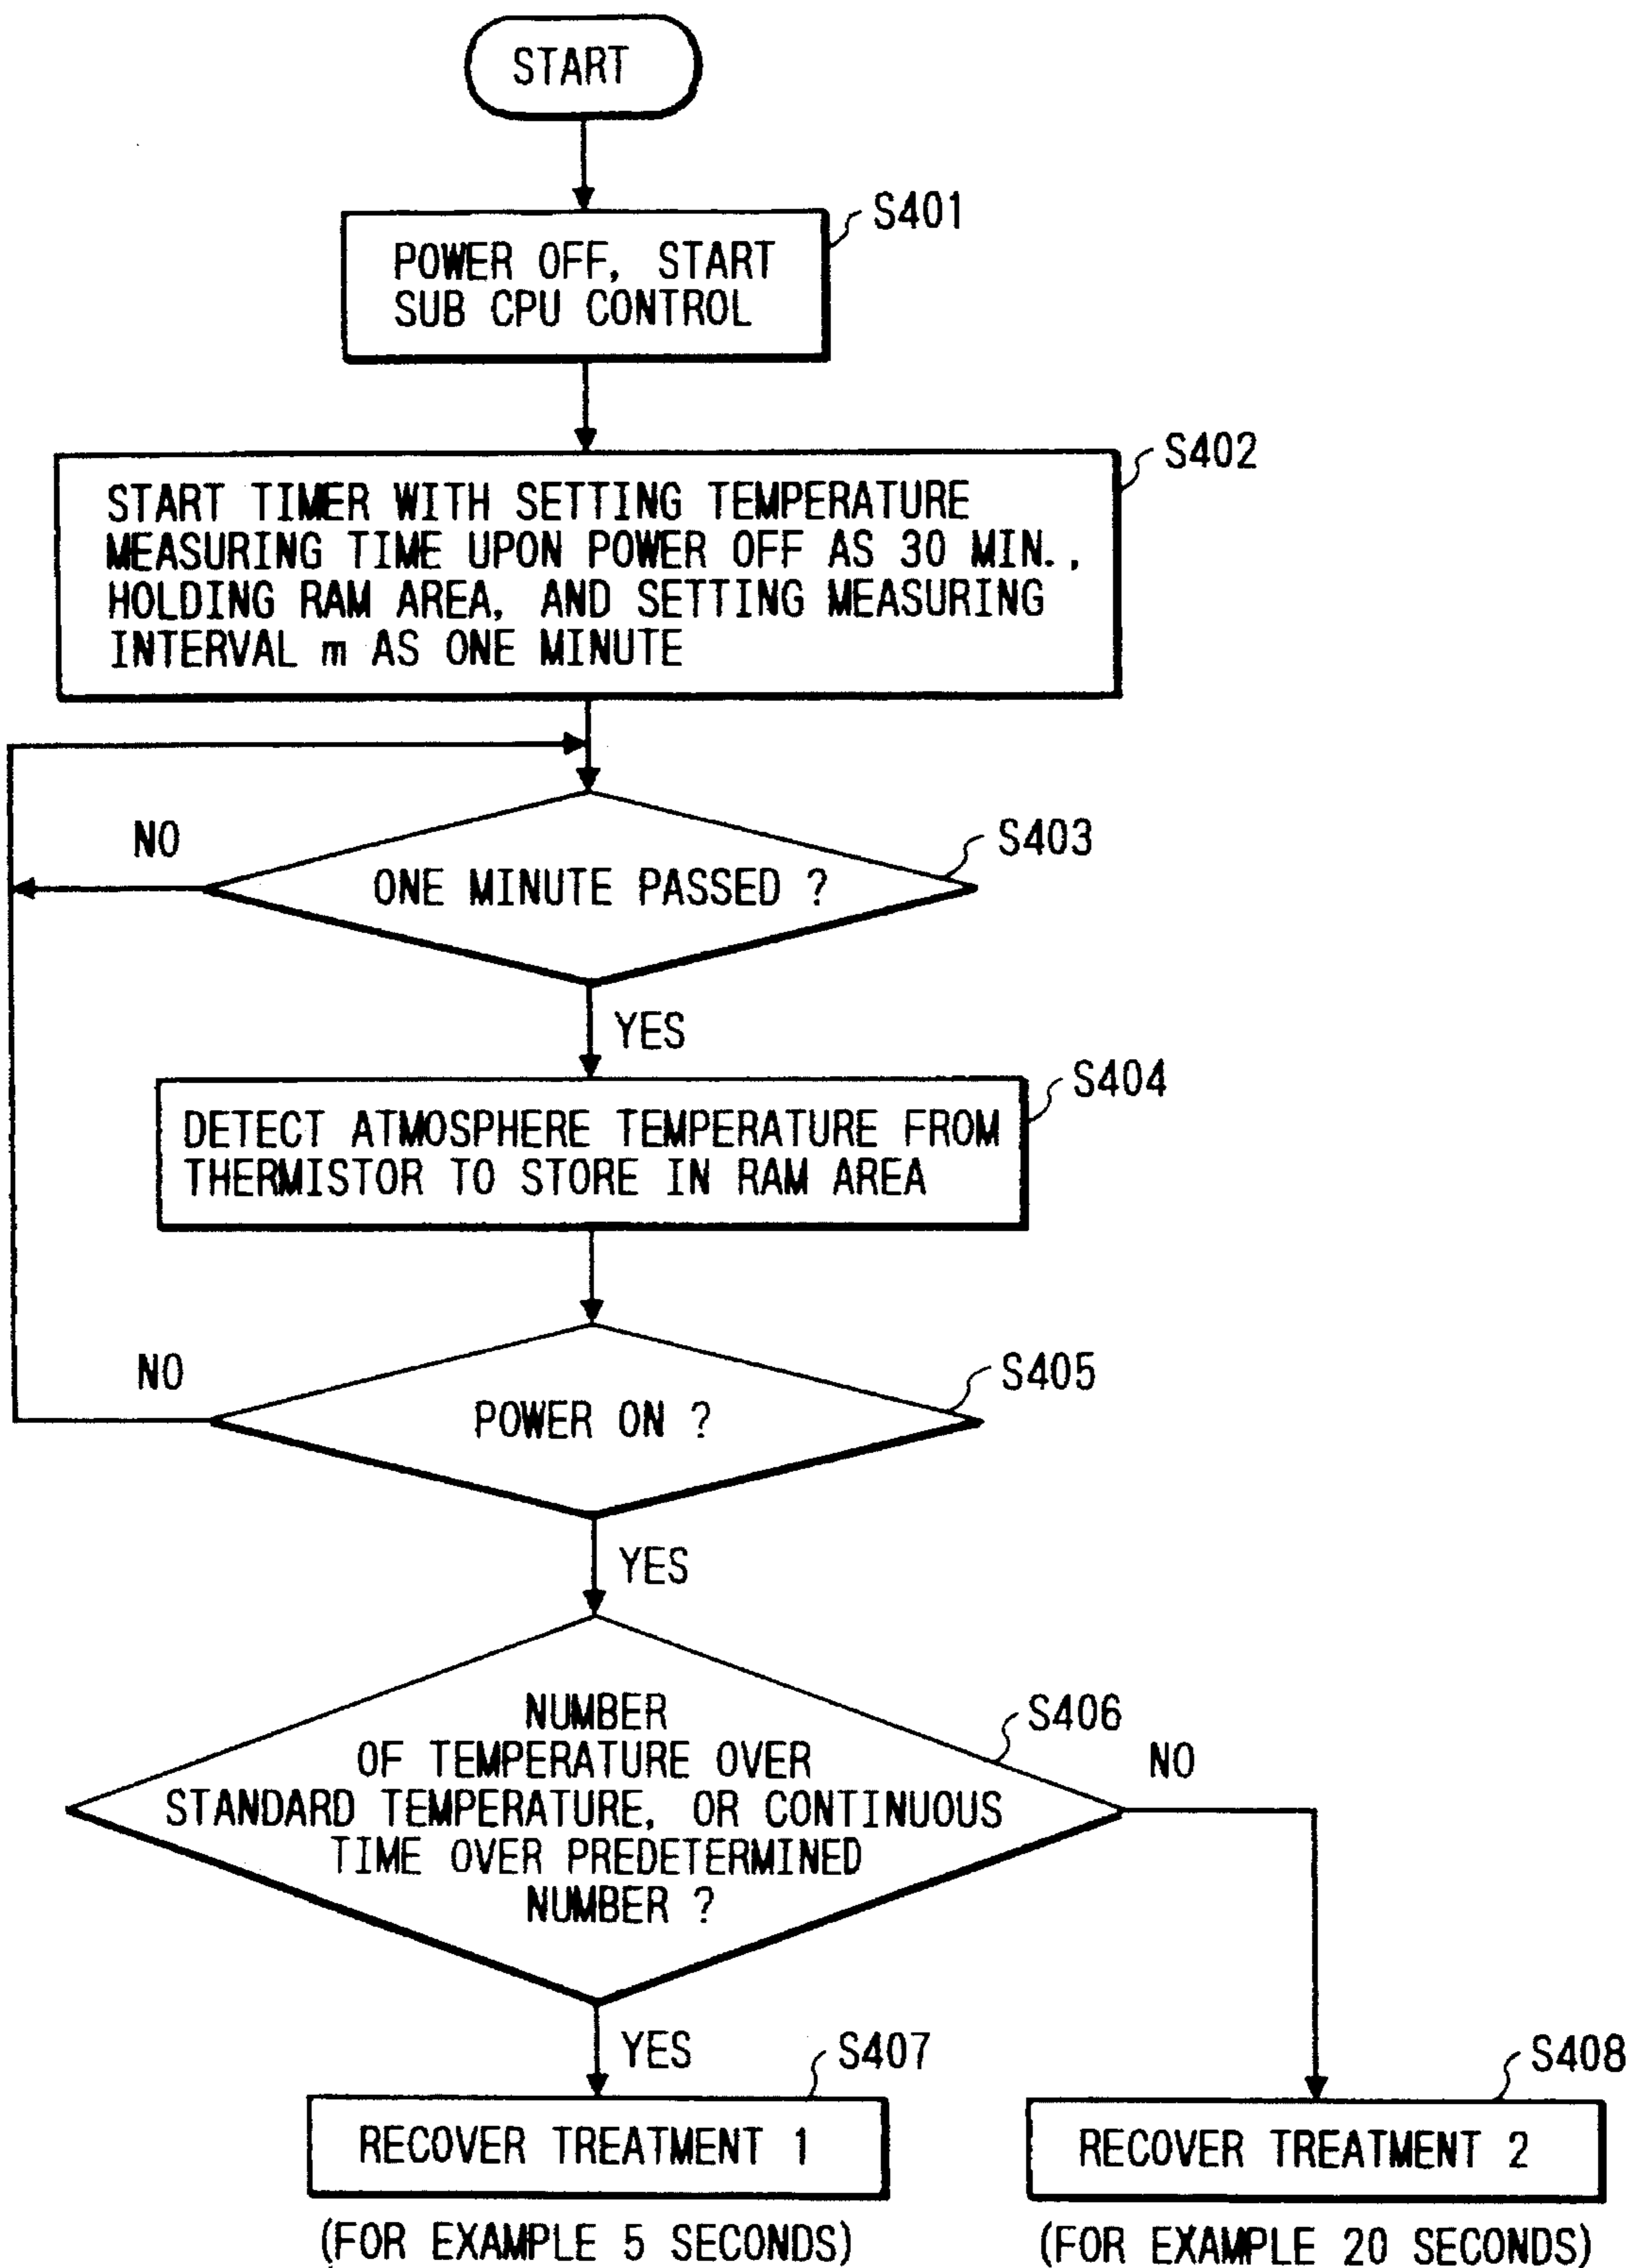 START
S401
POWER OFF, START
SUB CPU CONTROL
S402
START TIMER WITH SETTING TEMPERATURE
MEASURING TIME UPON POWER OFF AS 30 MIN.,
HOLDING RAM AREA, AND SETTING MEASURING
INTERVAL m AS ONE MINUTE
NO
S403
ONE MINUTE PASSED ?
YES
S404
DETECT ATMOSPHERE TEMPERATURE FROM
THERMISTOR TO STORE IN RAM AREA
NO
S405
POWER ON ?
YES
S406
NUMBER
OF TEMPERATURE OVER
STANDARD TEMPERATURE, OR CONTINUOUS
TIME OVER PREDETERMINED
NUMBER ?
NO
YES
S407
RECOVER TREATMENT 1
(FOR EXAMPLE 5 SECONDS)
S408
RECOVER TREATMENT 2
(FOR EXAMPLE 20 SECONDS)